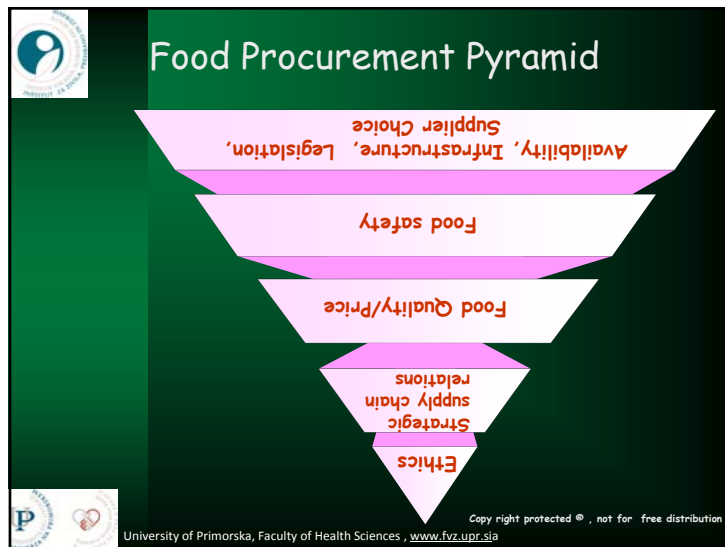 Food Procurement Pyramid
Availability, Infrastructure, Legislation,
Supplier Choice
Food safety
Food Quality/Price
Strategic
supply chain
relations
Ethics
Copy right protected ® , not for free distribution
University of Primorska, Faculty of Health Sciences , www.fvz.upr.sia